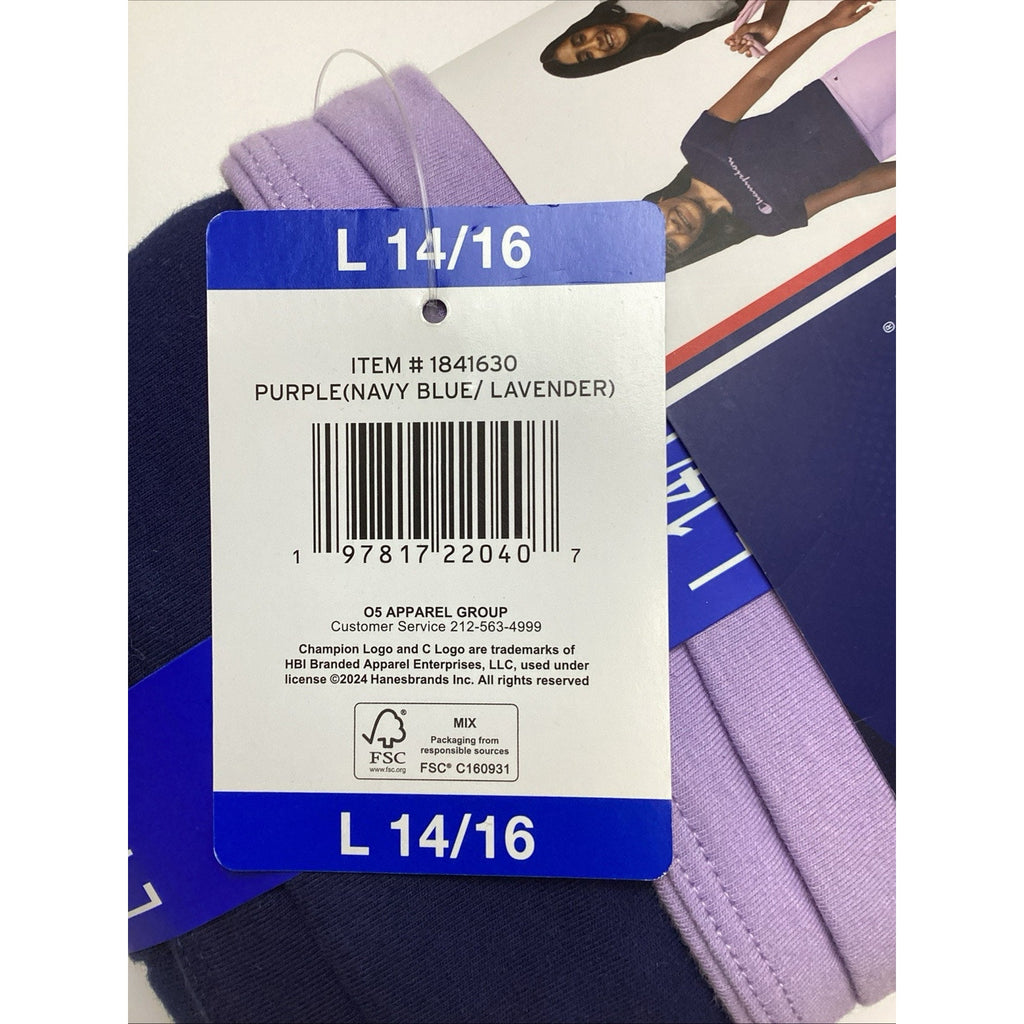 L 14/16
ITEM # 1841630
PURPLE(NAVY BLUE/ LAVENDER)
1 97817 22040 7
O5 APPAREL GROUP
Customer Service 212-563-4999
Champion Logo and C Logo are trademarks of
HBI Branded Apparel Enterprises, LLC, used under
license ©2024 Hanesbrands Inc. All rights reserved
FSC
www.fsc.org
MIX
Packaging from
responsible sources
FSC® C160931
L 14/16
Champion
L 14/
L
®